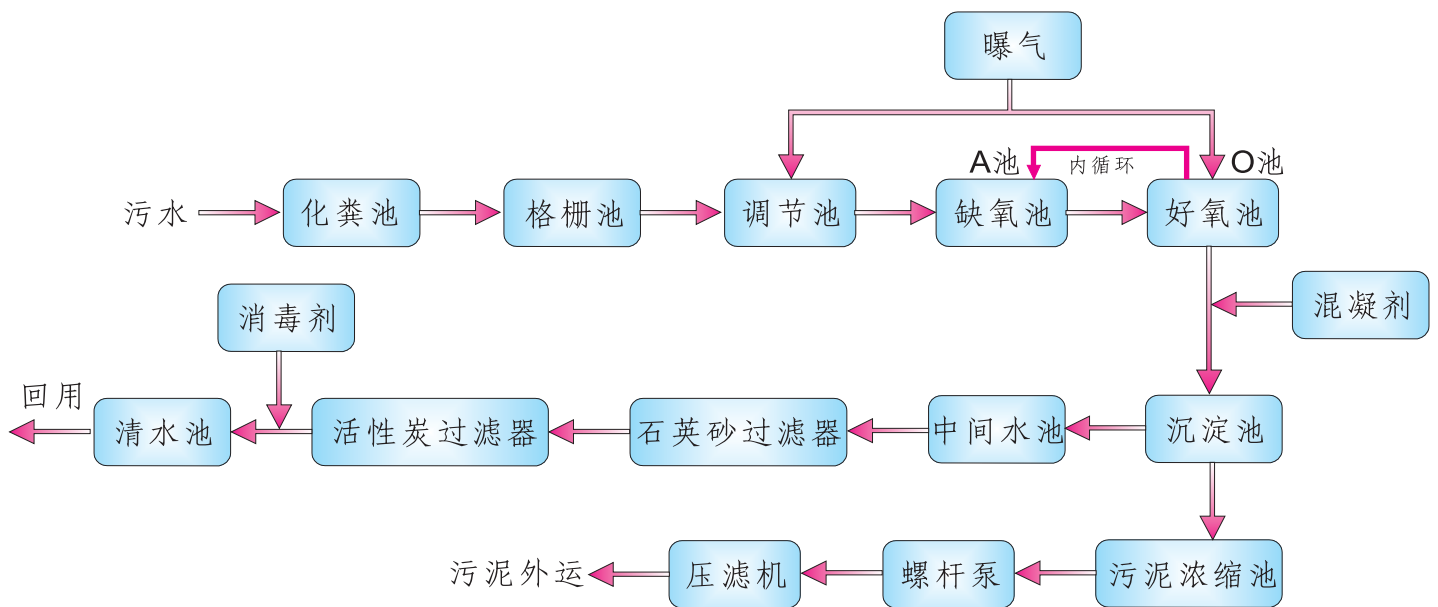 曝气
A池
内循环
O池
污水
化粪池
格栅池
调节池
缺氧池
好氧池
消毒剂
混凝剂
回用
清水池
活性炭过滤器
石英砂过滤器
中间水池
沉淀池
污泥外运
压滤机
螺杆泵
污泥浓缩池